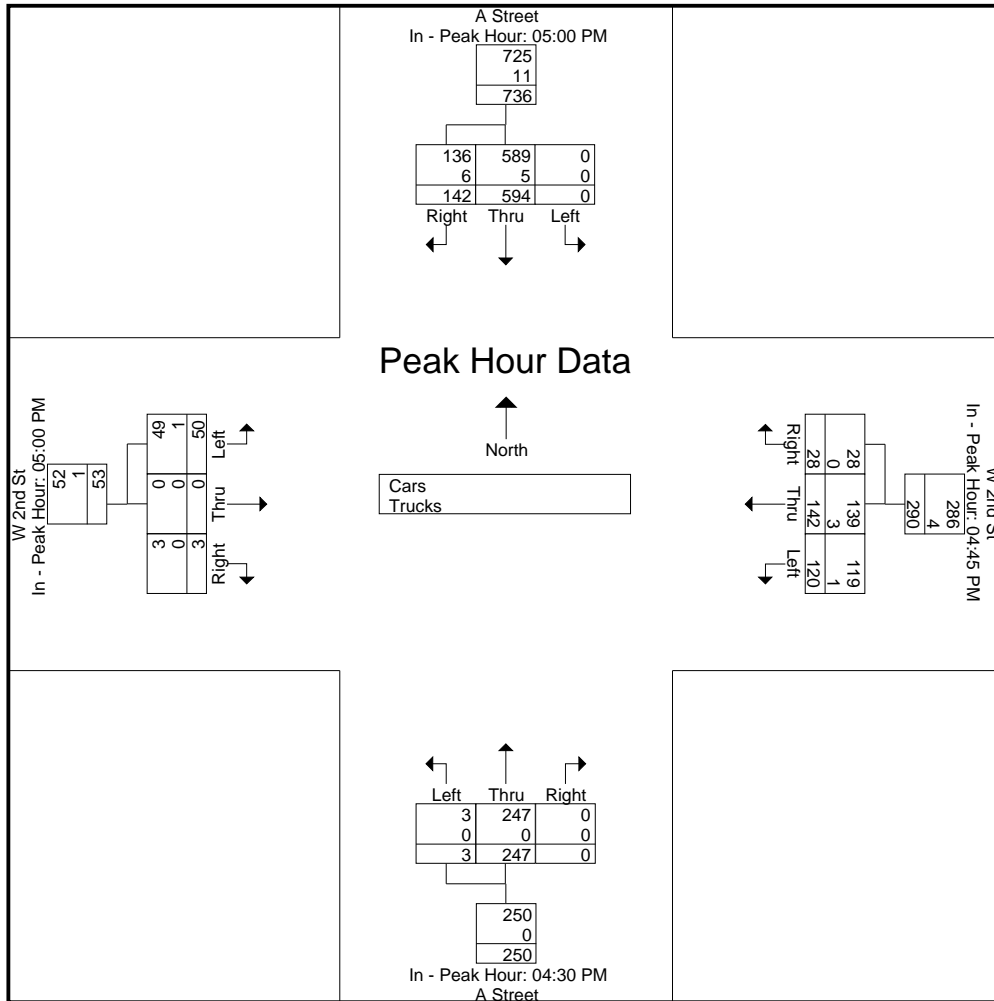 A Street
In - Peak Hour: 05:00 PM
725
11
736
136 589 0
6 5 0
142 594 0
Right Thru Left
Peak Hour Data
North
Cars
Trucks
W 2nd St
In - Peak Hour: 05:00 PM
52
1
53
49 0 3
1 0 0
50 0 3
Left Thru Right
W 2nd St
In - Peak Hour: 04:45 PM
286
4
290
28 139 119
0 3 1
28 142 120
Right Thru Left
Left Thru Right
3 247 0
0 0 0
3 247 0
250
0
250
In - Peak Hour: 04:30 PM
A Street